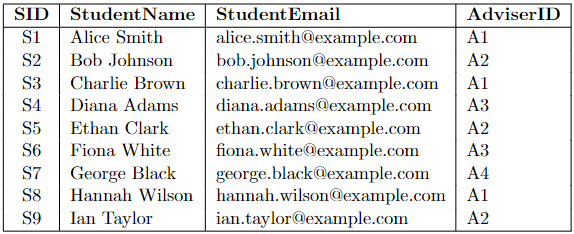 SID StudentName StudentEmail AdviserID
S1 Alice Smith alice.smith@example.com A1
S2 Bob Johnson bob.johnson@example.com A2
S3 Charlie Brown charlie.brown@example.com A1
S4 Diana Adams diana.adams@example.com A3
S5 Ethan Clark ethan.clark@example.com A2
S6 Fiona White fiona.white@example.com A3
S7 George Black george.black@example.com A4
S8 Hannah Wilson hannah.wilson@example.com A1
S9 Ian Taylor ian.taylor@example.com A2